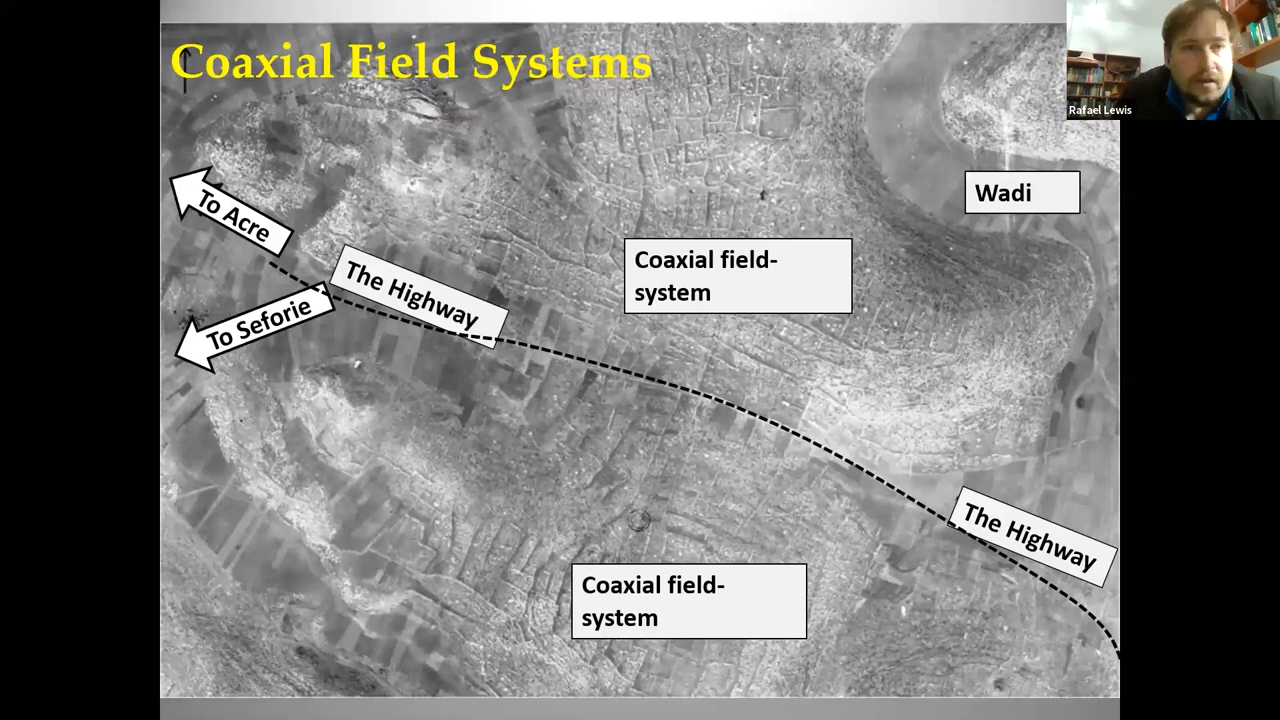 Coaxial Field Systems
Rafael Lewis
Wadi
To Acre
The Highway
Coaxial field-
system
To Seforie
The Highway
Coaxial field-
system